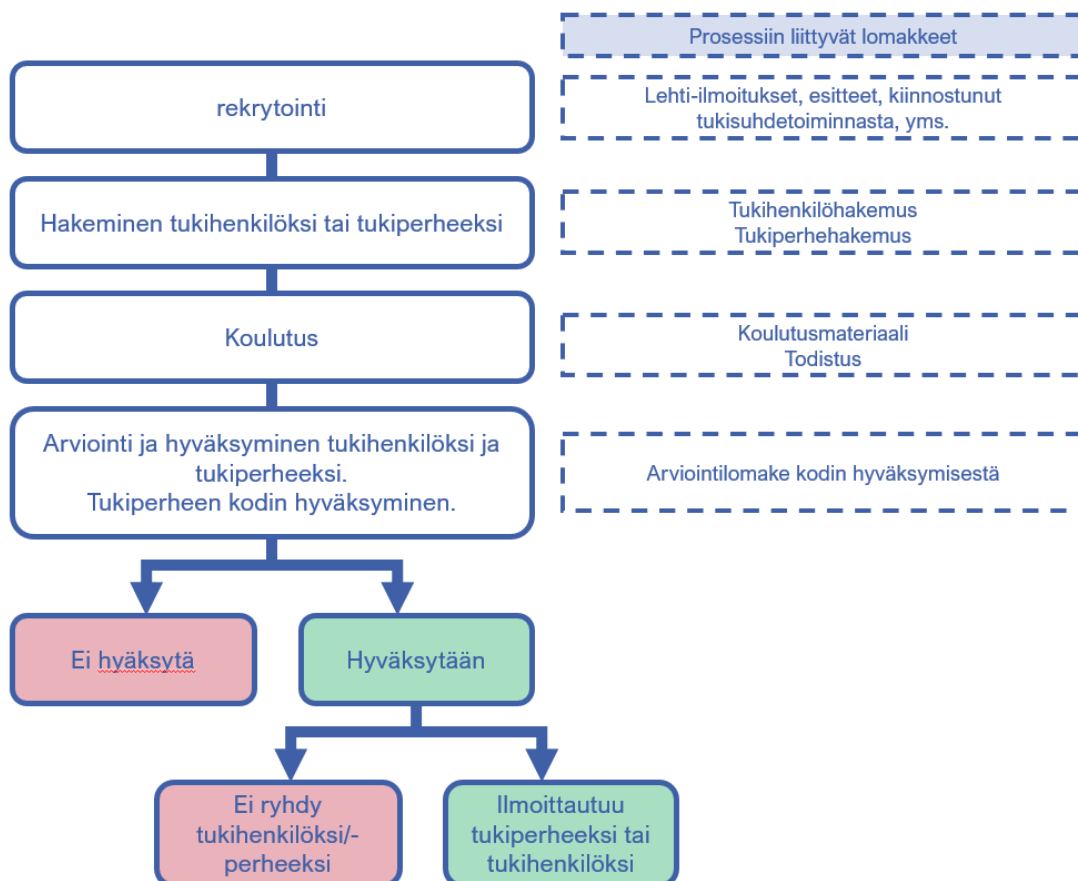 Prosessiin liittyvät lomakkeet
rekrytointi
Lehti-ilmoitukset, esitteet, kiinnostunut
tukisuhdetoiminnasta, yms.
Hakeminen tukihenkilöksi tai tukiperheeksi
Tukihenkilöhakemus
Tukiperhehakemus
Koulutus
Koulutusmateriaali
Todistus
Arviointi ja hyväksyminen tukihenkilöksi ja
tukiperheeksi.
Tukiperheen kodin hyväksyminen.
Arviointilomake kodin hyväksymisestä
Ei hyäksytä
Hyväksytään
Ei ryhdy
tukihenkilöksi/-
perheeksi
Ilmoittautuu
tukiperheeksi tai
tukihenkilöksi